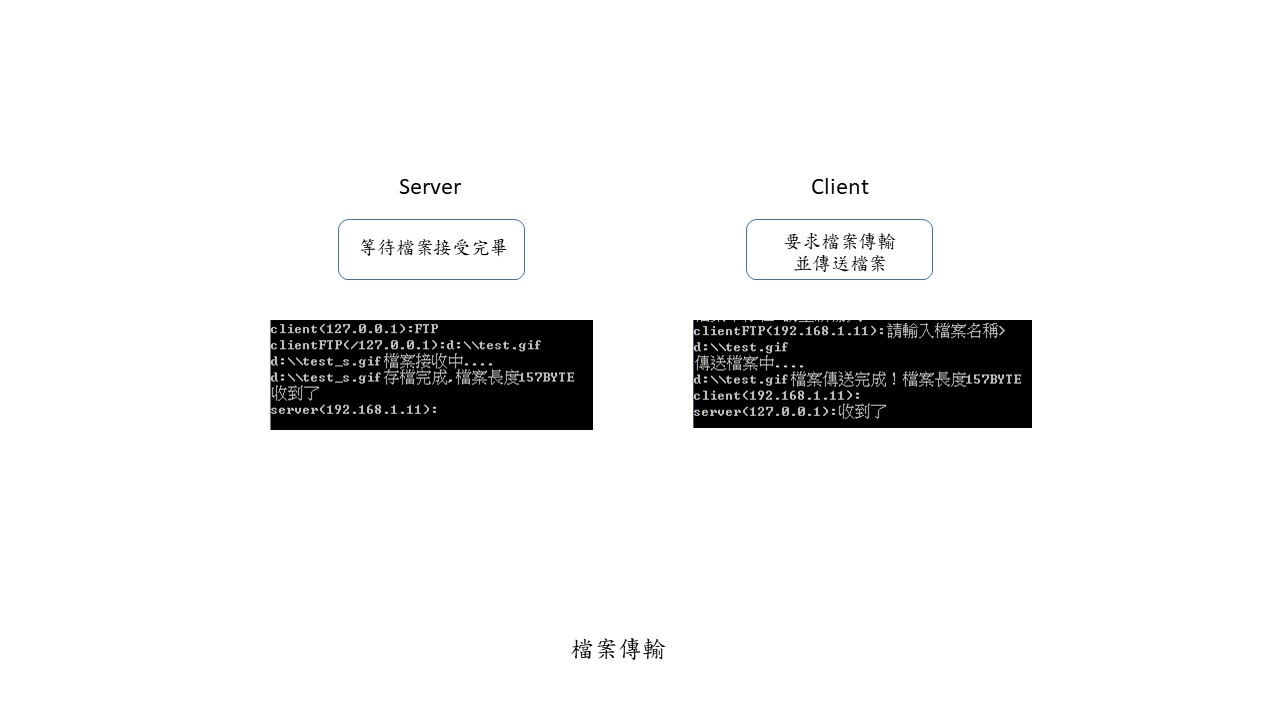 Server
等待檔案接受完畢
client(127.0.0.1):FTP
clientFTP(/127.0.0.1):d:\\test.gif
d:\\test_s.gif檔案接收中....
d:\\test_s.gif存檔完成,檔案長度157BYTE
收到了
server(192.168.1.11):
Client
要求檔案傳輸
並傳送檔案
clientFTP(192.168.1.11):請輸入檔案名稱>
d:\\test.gif
傳送檔案中....
d:\\test.gif檔案傳送完成！檔案長度157BYTE
client(192.168.1.11):
server(127.0.0.1):收到了
檔案傳輸